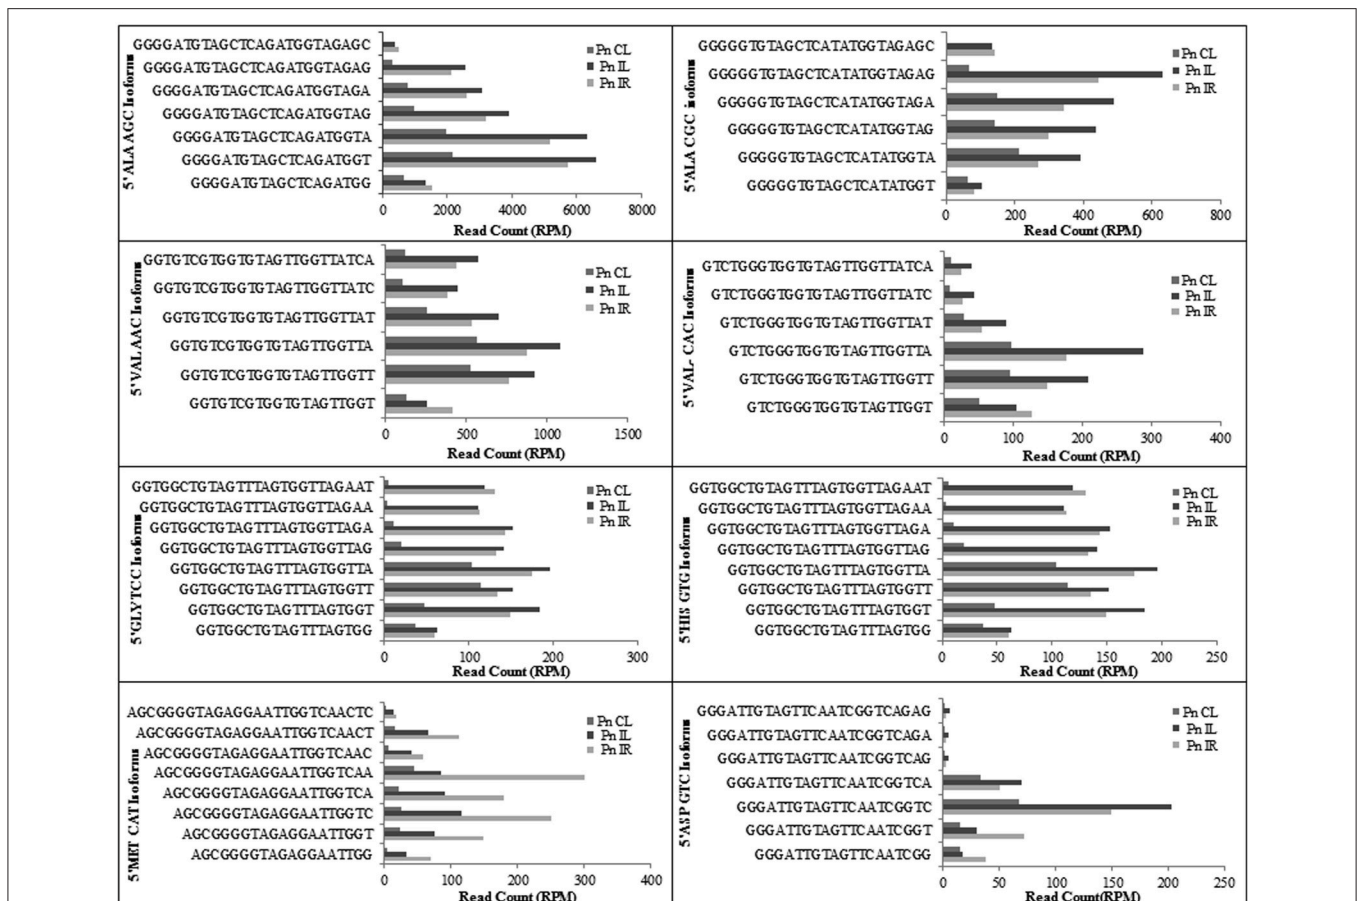 5'ALA AGC Isoforms
GGGGATGTAGCTCAGATGGTAGAGC
GGGGATGTAGCTCAGATGGTAGAG
GGGGATGTAGCTCAGATGGTAGA
GGGGATGTAGCTCAGATGGTAG
GGGGATGTAGCTCAGATGGTA
GGGGATGTAGCTCAGATGGT
GGGGATGTAGCTCAGATGG
Pn CL
Pn IL
Pn IR
0 2000 4000 6000 8000
Read Count (RPM)
5'ALA CGC isoforms
GGGGGTGTAGCTCATATGGTAGAGC
GGGGGTGTAGCTCATATGGTAGAG
GGGGGTGTAGCTCATATGGTAGA
GGGGGTGTAGCTCATATGGTAG
GGGGGTGTAGCTCATATGGTA
GGGGGTGTAGCTCATATGGT
Pn CL
Pn IL
Pn IR
0 200 400 600 800
Read Count (RPM)
5'VAL AAC Isoforms
GGTGTCGTGGTGTAGTTGGTTATCA
GGTGTCGTGGTGTAGTTGGTTATC
GGTGTCGTGGTGTAGTTGGTTAT
GGTGTCGTGGTGTAGTTGGTTA
GGTGTCGTGGTGTAGTTGGTT
GGTGTCGTGGTGTAGTTGGT
Pn CL
Pn IL
Pn IR
0 500 1000 1500
Read Count (RPM)
5'VAL- CAC Isoforms
GTCTGGGTGGTGTAGTTGGTTATCA
GTCTGGGTGGTGTAGTTGGTTATC
GTCTGGGTGGTGTAGTTGGTTAT
GTCTGGGTGGTGTAGTTGGTTA
GTCTGGGTGGTGTAGTTGGTT
GTCTGGGTGGTGTAGTTGGT
Pn CL
Pn IL
Pn IR
0 100 200 300 400
Read Count (RPM)
5'GLYTCC Isoforms
GGTGGCTGTAGTTTAGTGGTTAGAAT
GGTGGCTGTAGTTTAGTGGTTAGAA
GGTGGCTGTAGTTTAGTGGTTAGA
GGTGGCTGTAGTTTAGTGGTTAG
GGTGGCTGTAGTTTAGTGGTTA
GGTGGCTGTAGTTTAGTGGTT
GGTGGCTGTAGTTTAGTGGT
GGTGGCTGTAGTTTAGTGG
Pn CL
Pn IL
Pn IR
0 100 200 300
Read Count (RPM)
5'HIS GTG Isoforms
GGTGGCTGTAGTTTAGTGGTTAGAAT
GGTGGCTGTAGTTTAGTGGTTAGAA
GGTGGCTGTAGTTTAGTGGTTAGA
GGTGGCTGTAGTTTAGTGGTTAG
GGTGGCTGTAGTTTAGTGGTTA
GGTGGCTGTAGTTTAGTGGTT
GGTGGCTGTAGTTTAGTGGT
GGTGGCTGTAGTTTAGTGG
Pn CL
Pn IL
Pn IR
0 50 100 150 200 250
Read Count (RPM)
5'MET CAT Isoforms
AGCGGGGTAGAGGAATTGGTCAACTC
AGCGGGGTAGAGGAATTGGTCAACT
AGCGGGGTAGAGGAATTGGTCAAC
AGCGGGGTAGAGGAATTGGTCAA
AGCGGGGTAGAGGAATTGGTCA
AGCGGGGTAGAGGAATTGGTC
AGCGGGGTAGAGGAATTGGT
AGCGGGGTAGAGGAATTGG
Pn CL
Pn IL
Pn IR
0 100 200 300 400
Read Count (RPM)
5'ASP GTC Isoforms
GGGATTGTAGTTCAATCGGTCAGAG
GGGATTGTAGTTCAATCGGTCAGA
GGGATTGTAGTTCAATCGGTCAG
GGGATTGTAGTTCAATCGGTCA
GGGATTGTAGTTCAATCGGTC
GGGATTGTAGTTCAATCGGT
GGGATTGTAGTTCAATCGG
Pn CL
Pn IL
Pn IR
0 50 100 150 200 250
Read Count(RPM)